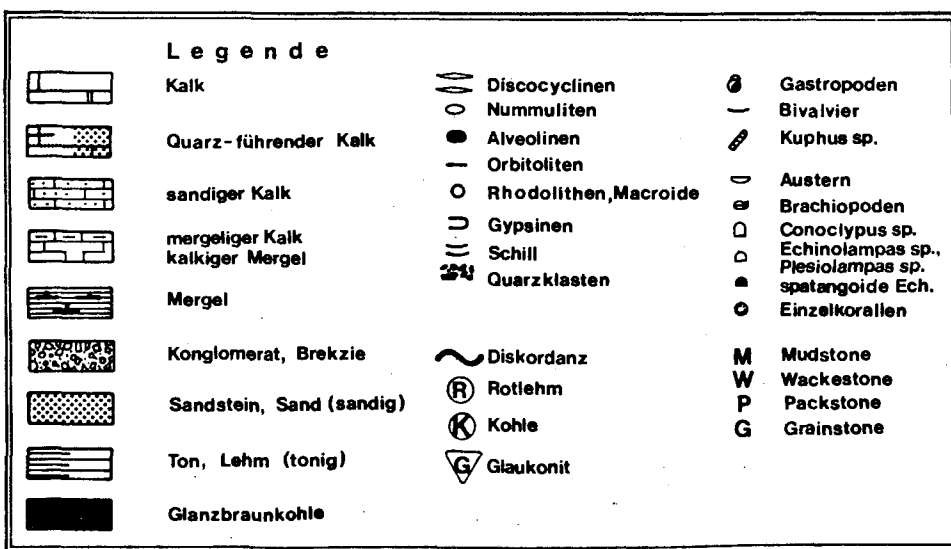 Legende
Kalk
Quarz-führender Kalk
sandiger Kalk
mergeliger Kalk
kalkiger Mergel
Mergel
Konglomerat, Brekzie
Sandstein, Sand (sandig)
Ton, Lehm (tonig)
Glanzbraunkohle
Discocyclinen
Nummuliten
Alveolinen
Orbitoliten
Rhodolithen, Macroide
Gypsinen
Schill
Quarzklasten
Diskordanz
R Rotlehm
K Kohle
G Glaukonit
Gastropoden
Bivalvier
Kuphus sp.
Austern
Brachiopoden
Conoclypus sp.
Echinolampas sp.,
Plesiolampas sp.
spatangoide Ech.
Einzelkorallen
M Mudstone
W Wackestone
P Packstone
G Grainstone